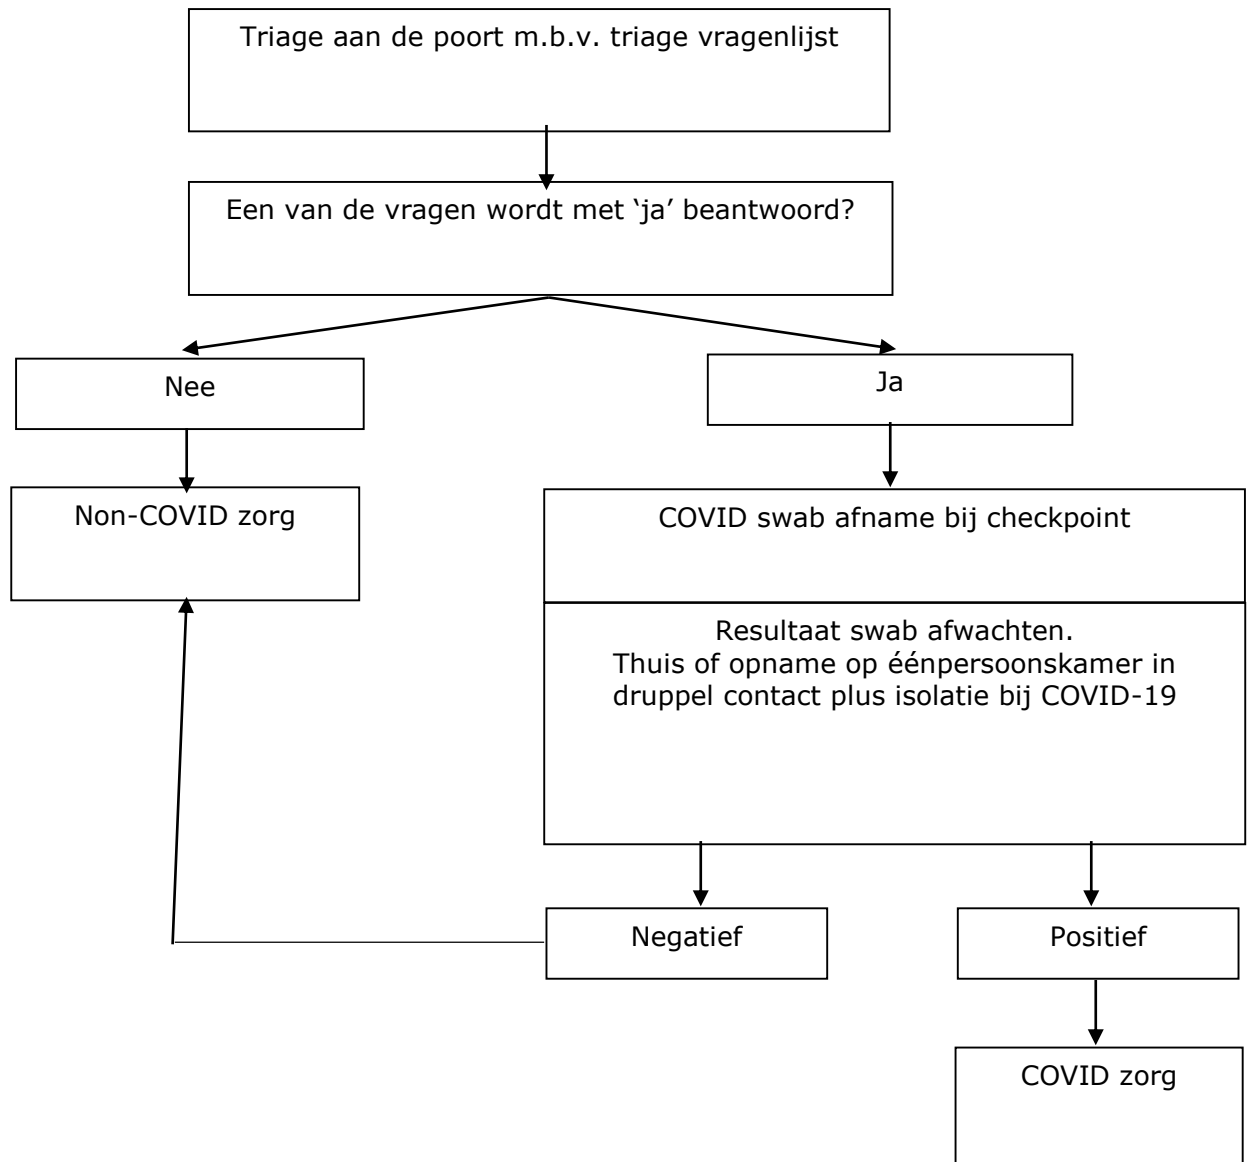 Triage aan de poort m.b.v. triage vragenlijst
Een van de vragen wordt met ‘ja’ beantwoord?
Nee
Ja
Non-COVID zorg
COVID swab afname bij checkpoint
Resultaat swab afwachten.
Thuis of opname op éénpersoonskamer in
druppel contact plus isolatie bij COVID-19
Negatief
Positief
COVID zorg